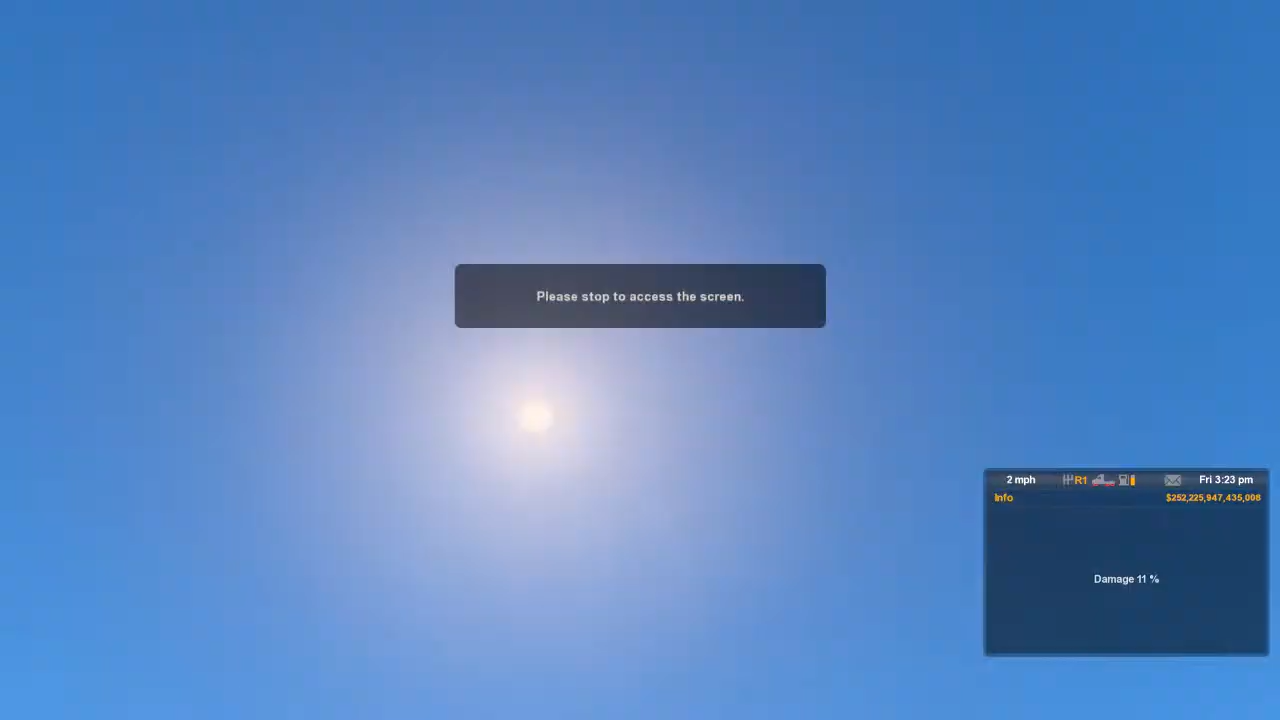 Please stop to access the screen.
2 mph R1 Fri 3:23 pm
Info $252,225,947,435,008
Damage 11 %